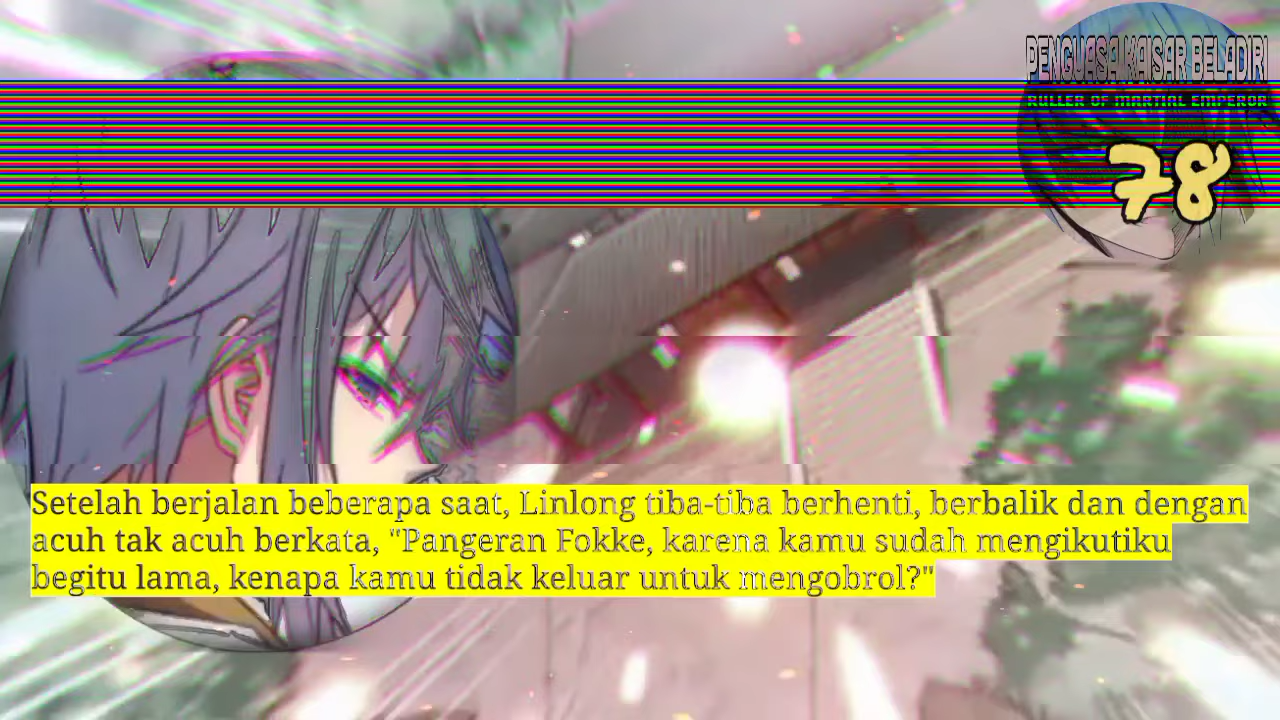 PENGUASA KAISAR BELADIRI
RULLER OF MARTIAL EMPEROR
78
Setelah berjalan beberapa saat, Linlong tiba-tiba berhenti, berbalik dan dengan
acuh tak acuh berkata, "Pangeran Fokke, karena kamu sudah mengikutiku
begitu lama, kenapa kamu tidak keluar untuk mengobrol?"